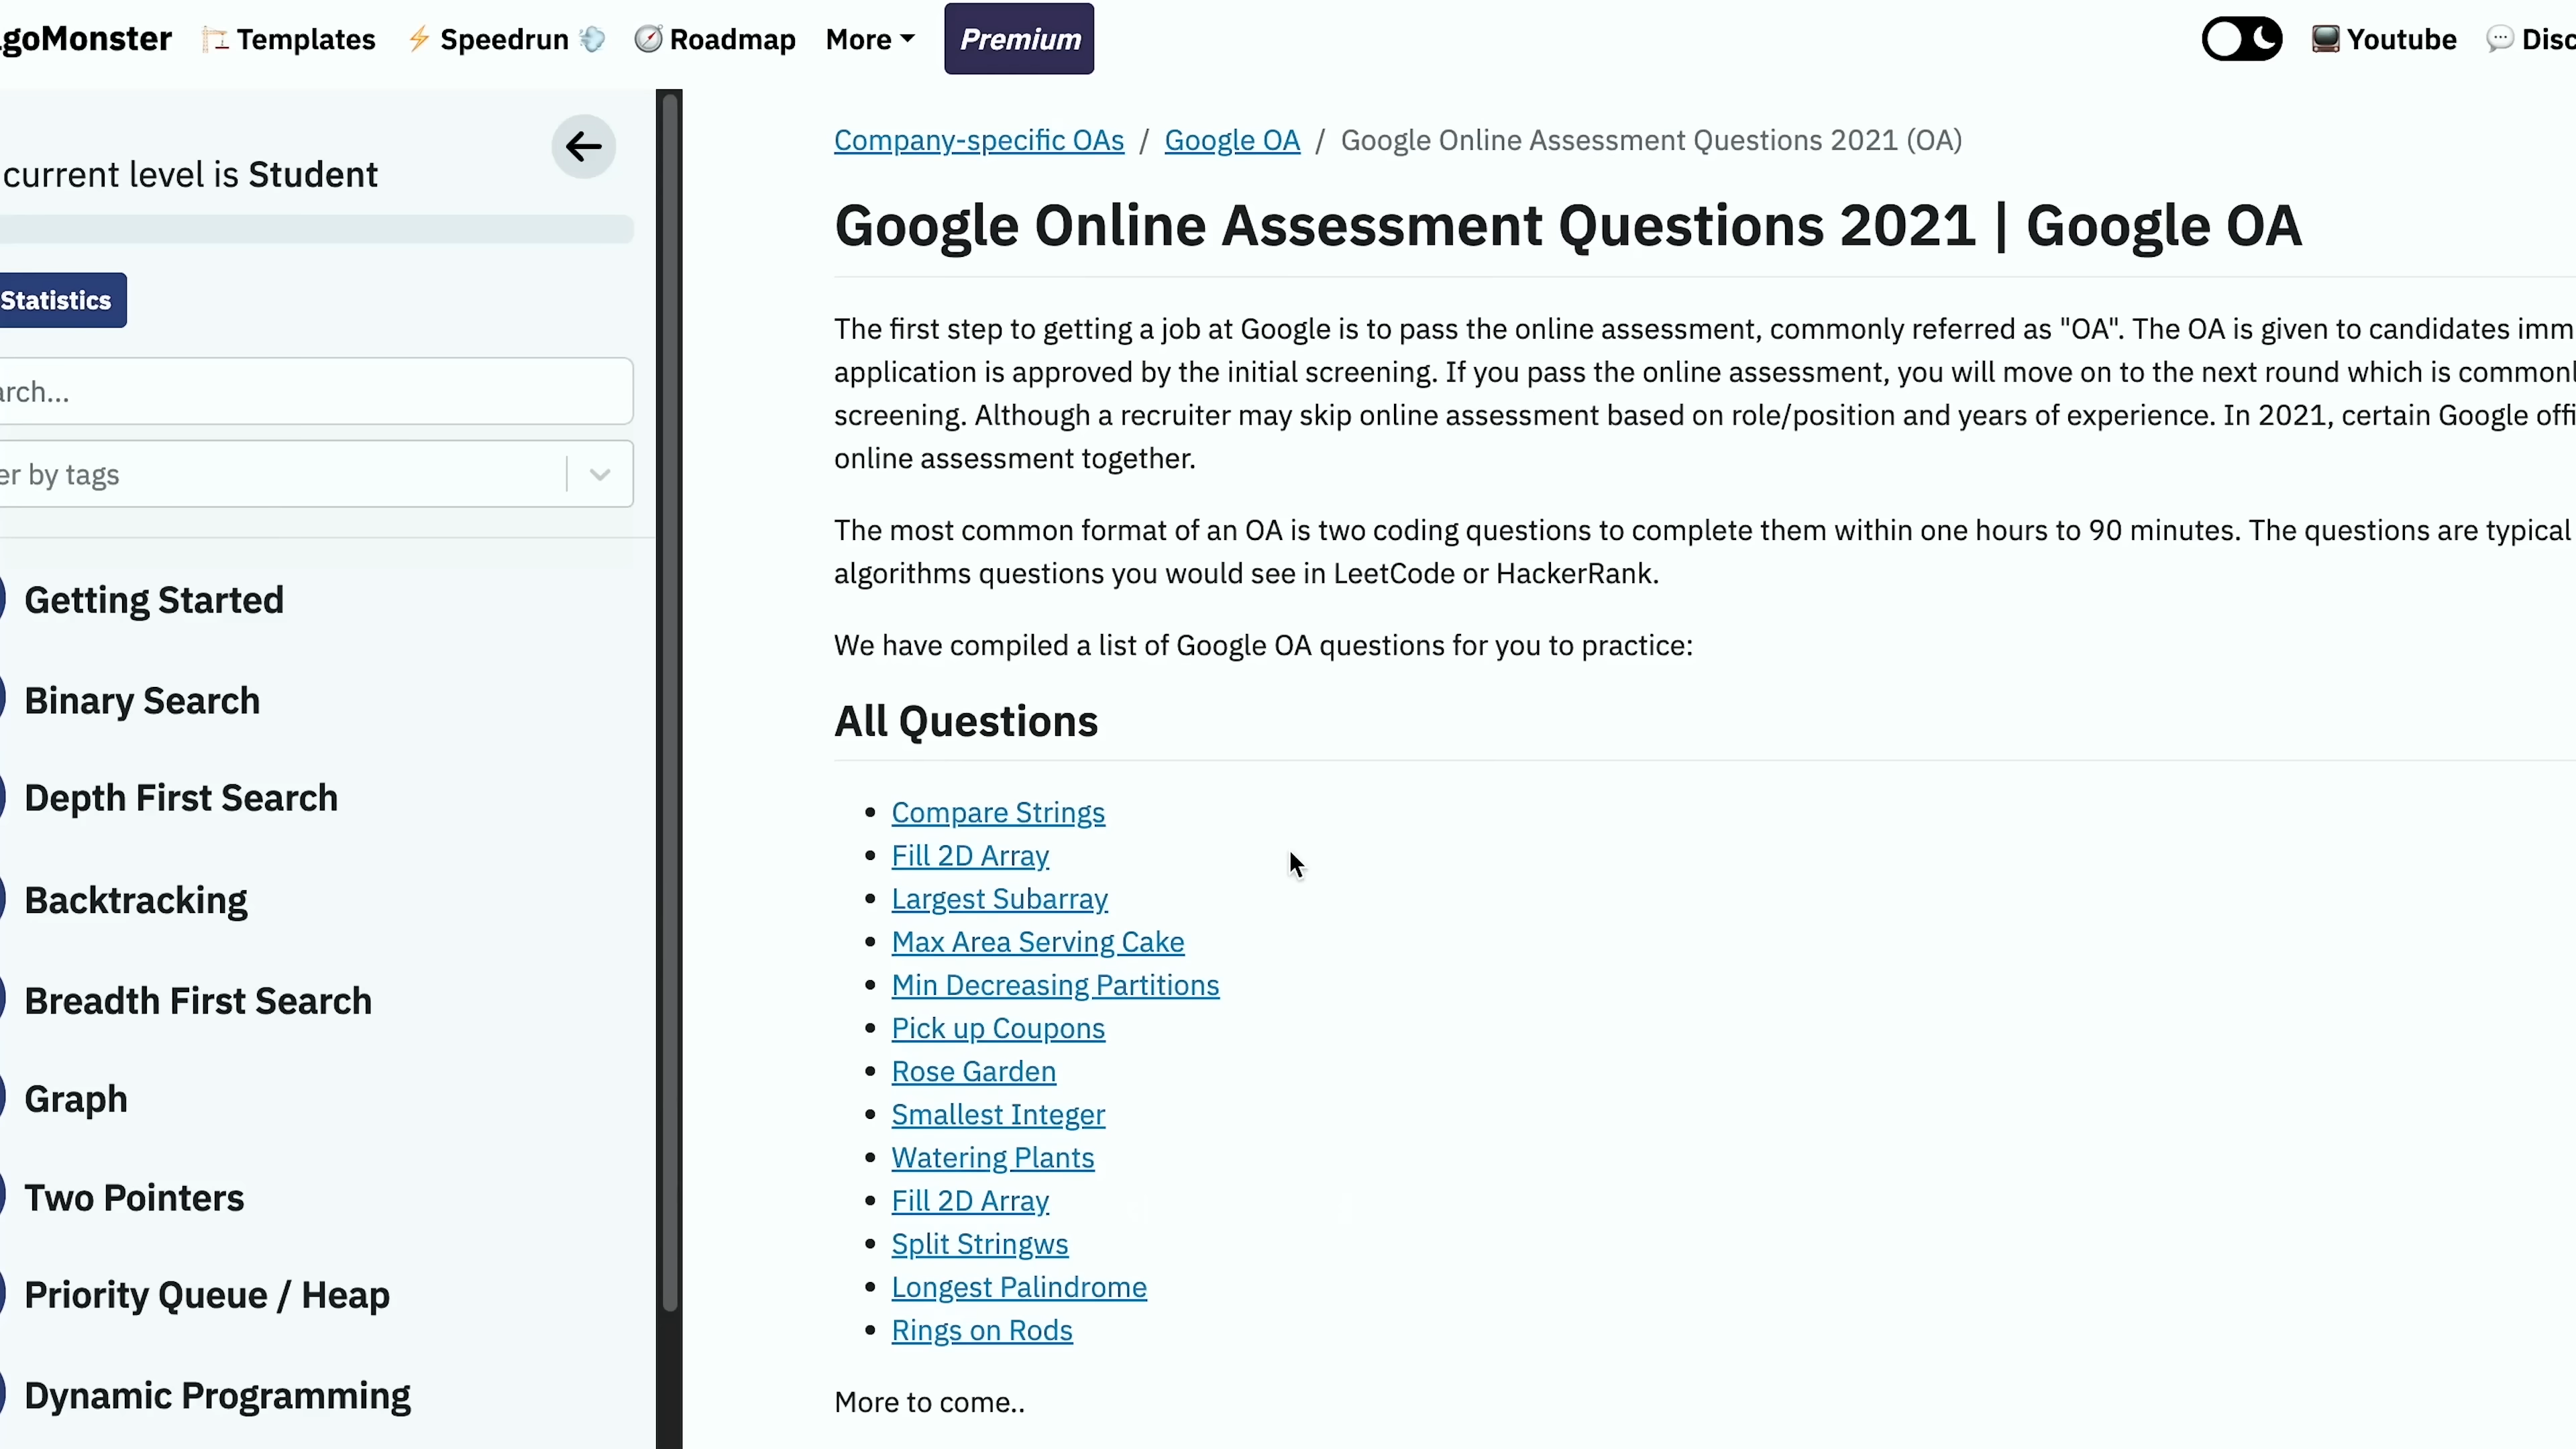 goMonster Templates Speedrun Roadmap More Premium Youtube
current level is Student
Statistics
by tags
Getting Started
Binary Search
Depth First Search
Backtracking
Breadth First Search
Graph
Two Pointers
Priority Queue / Heap
Dynamic Programming
Company-specific OAs / Google OA / Google Online Assessment Questions 2021 (OA)
Google Online Assessment Questions 2021 | Google OA
The first step to getting a job at Google is to pass the online assessment, commonly referred as "OA". The OA is given to candidates
application is approved by the initial screening. If you pass the online assessment, you will move on to the next round which is
screening. Although a recruiter may skip online assessment based on role/position and years of experience. In 2021, certain Google
online assessment together.
The most common format of an OA is two coding questions to complete them within one hours to 90 minutes. The questions are typical
algorithms questions you would see in LeetCode or HackerRank.
We have compiled a list of Google OA questions for you to practice:
All Questions
Compare Strings
Fill 2D Array
Largest Subarray
Max Area Serving Cake
Min Decreasing Partitions
Pick up Coupons
Rose Garden
Smallest Integer
Watering Plants
Fill 2D Array
Split Stringws
Longest Palindrome
Rings on Rods
More to come..